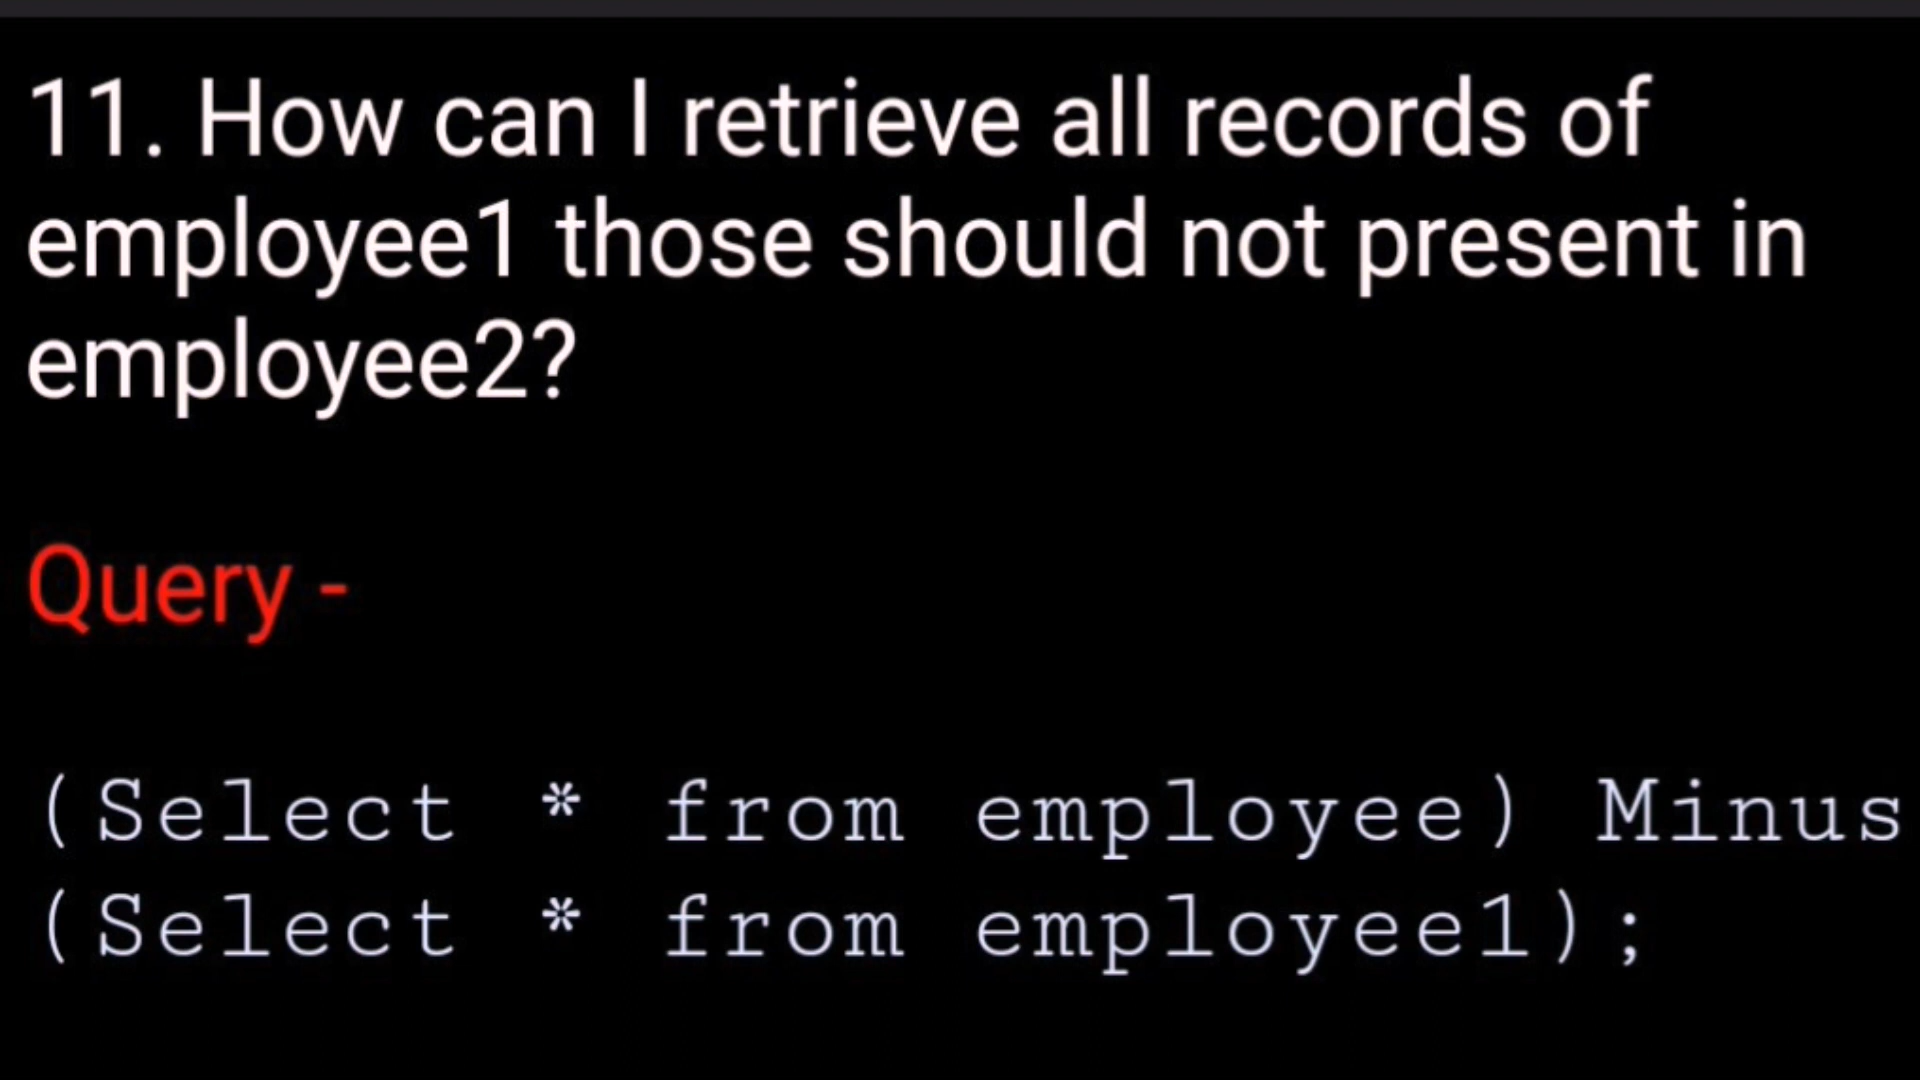 11. How can I retrieve all records of
employee1 those should not present in
employee2?
Query -
(Select * from employee) Minus
(Select * from employee1);